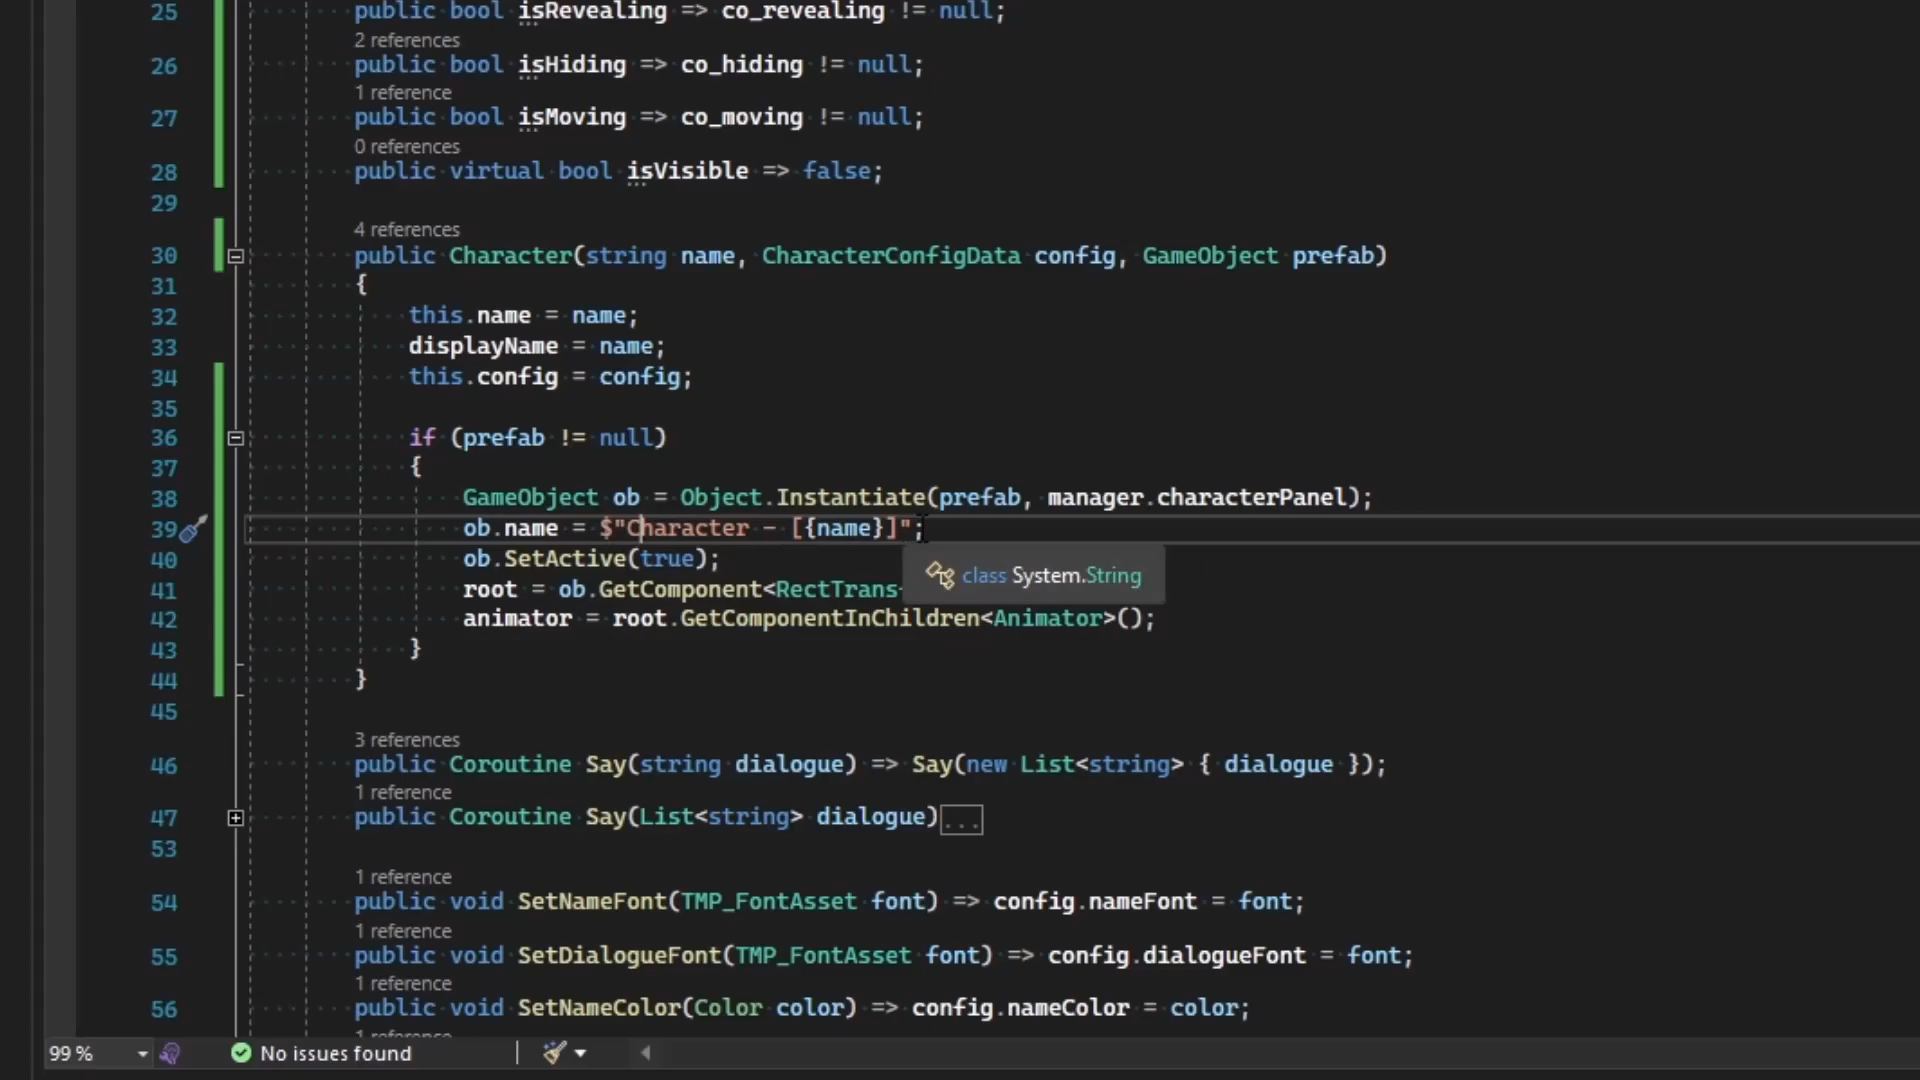 25 public bool isRevealing => co_revealing != null;
2 references
26 public bool isHiding => co_hiding != null;
1 reference
27 public bool isMoving => co_moving != null;
0 references
28 public virtual bool isVisible => false;
29
4 references
30 public Character(string name, CharacterConfigData config, GameObject prefab)
31 {
32 this.name = name;
33 displayName = name;
34 this.config = config;
35
36 if (prefab != null)
37 {
38 GameObject ob = Object.Instantiate(prefab, manager.characterPanel);
39 ob.name = $"Character - [{name}]";
40 ob.SetActive(true);
class System.String
41 root = ob.GetComponent<RectTrans
42 animator = root.GetComponentInChildren<Animator>();
43 }
44 }
45
3 references
46 public Coroutine Say(string dialogue) => Say(new List<string> { dialogue });
1 reference
47 public Coroutine Say(List<string> dialogue)...
53
1 reference
54 public void SetNameFont(TMP_FontAsset font) => config.nameFont = font;
1 reference
55 public void SetDialogueFont(TMP_FontAsset font) => config.dialogueFont = font;
1 reference
56 public void SetNameColor(Color color) => config.nameColor = color;
1 reference
99 % No issues found